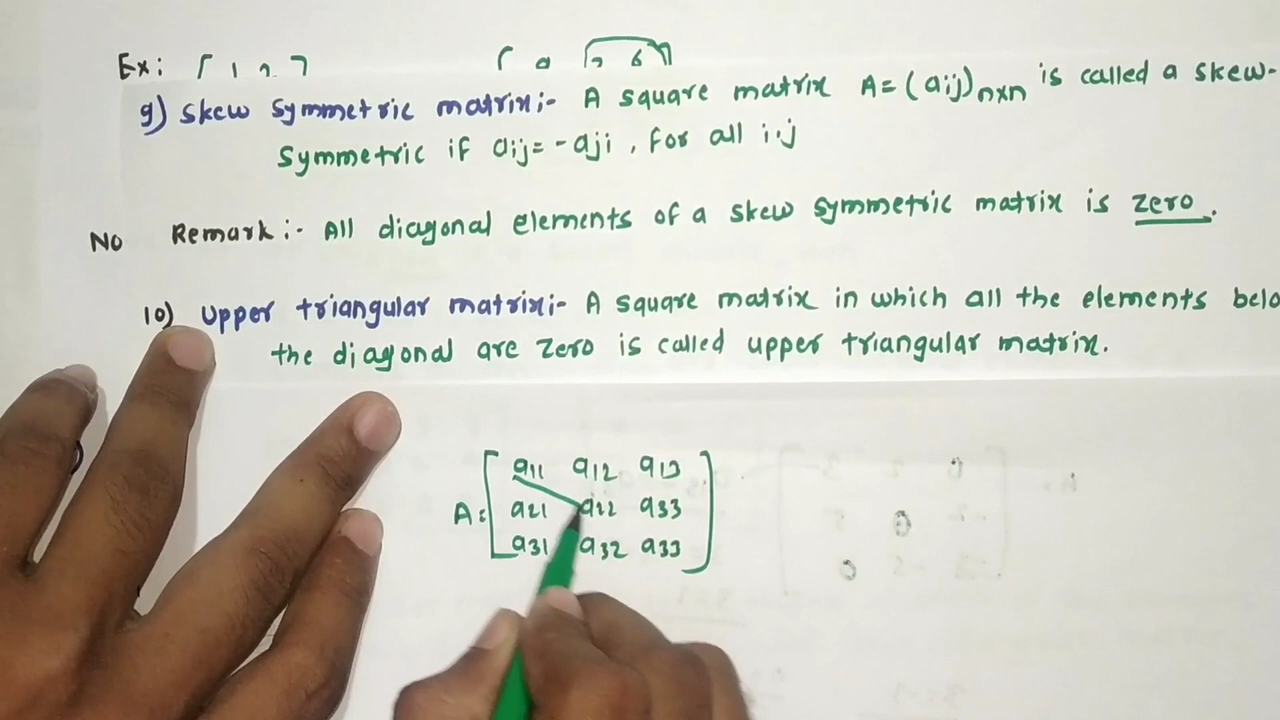 Ex:
9) Skew Symmetric matrix:- A square matrix A=(aij)nxn is called a skew-
Symmetric if aij=-aji, for all i,j
No Remark:- All diagonal elements of a skew symmetric matrix is zero.
10) Upper triangular matrix:- A square matrix in which all the elements belo
the diagonal are zero is called upper triangular matrix.
a11 a12 a13
A= a21 a22 a33
a31 a32 a33